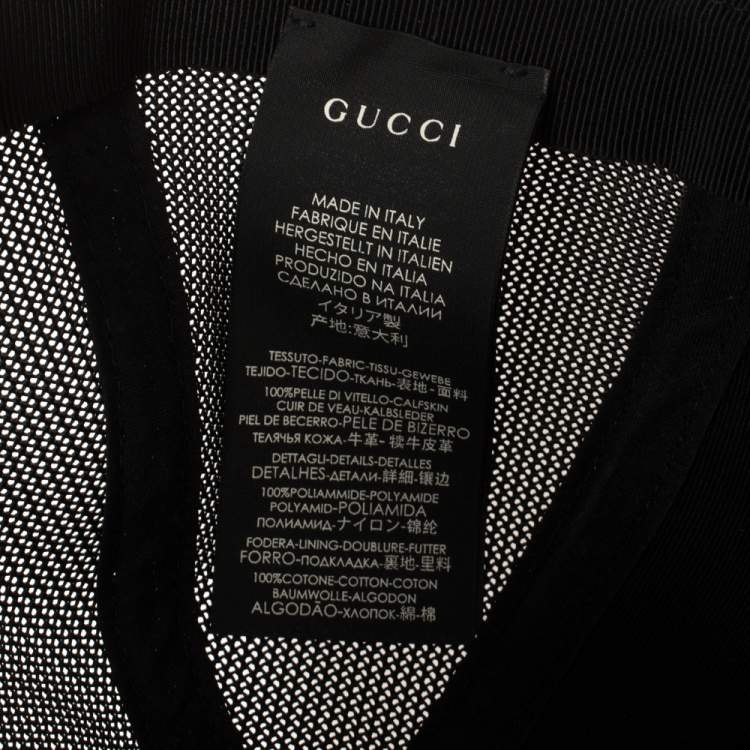 GUCCI
MADE IN ITALY
FABRIQUE EN ITALIE
HERGESTELLT IN ITALIEN
HECHO EN ITALIA
PRODUZIDO NA ITALIA
СДЕЛАНО В ИТАЛИИ
イタリア製
产地:意大利
TESSUTO-FABRIC-TISSU-GEWEBE
TEJIDO-TECIDO-ТКАНЬ-表地-面料
100%PELLE DI VITELLO-CALFSKIN
CUIR DE VEAU-KALBSLEDER
PIEL DE BECERRO-PELE DE BIZERRO
ТЕЛЯЧЬЯ КОЖА-牛革-犊牛皮革
DETTAGLI-DETAILS-DETALLES
DETALHES-ДЕТАЛИ-詳細-镶边
100%POLIAMMIDE-POLYAMIDE
POLYAMID-POLIAMIDA
ПОЛИАМИД-ナイロン-锦纶
FODERA-LINING-DOUBLURE-FUTTER
FORRO-ПОДКЛАДКА-裏地-里料
100%COTONE-COTTON-COTON
BAUMWOLLE-ALGODON
ALGODÃO-ХЛОПОК-綿-棉